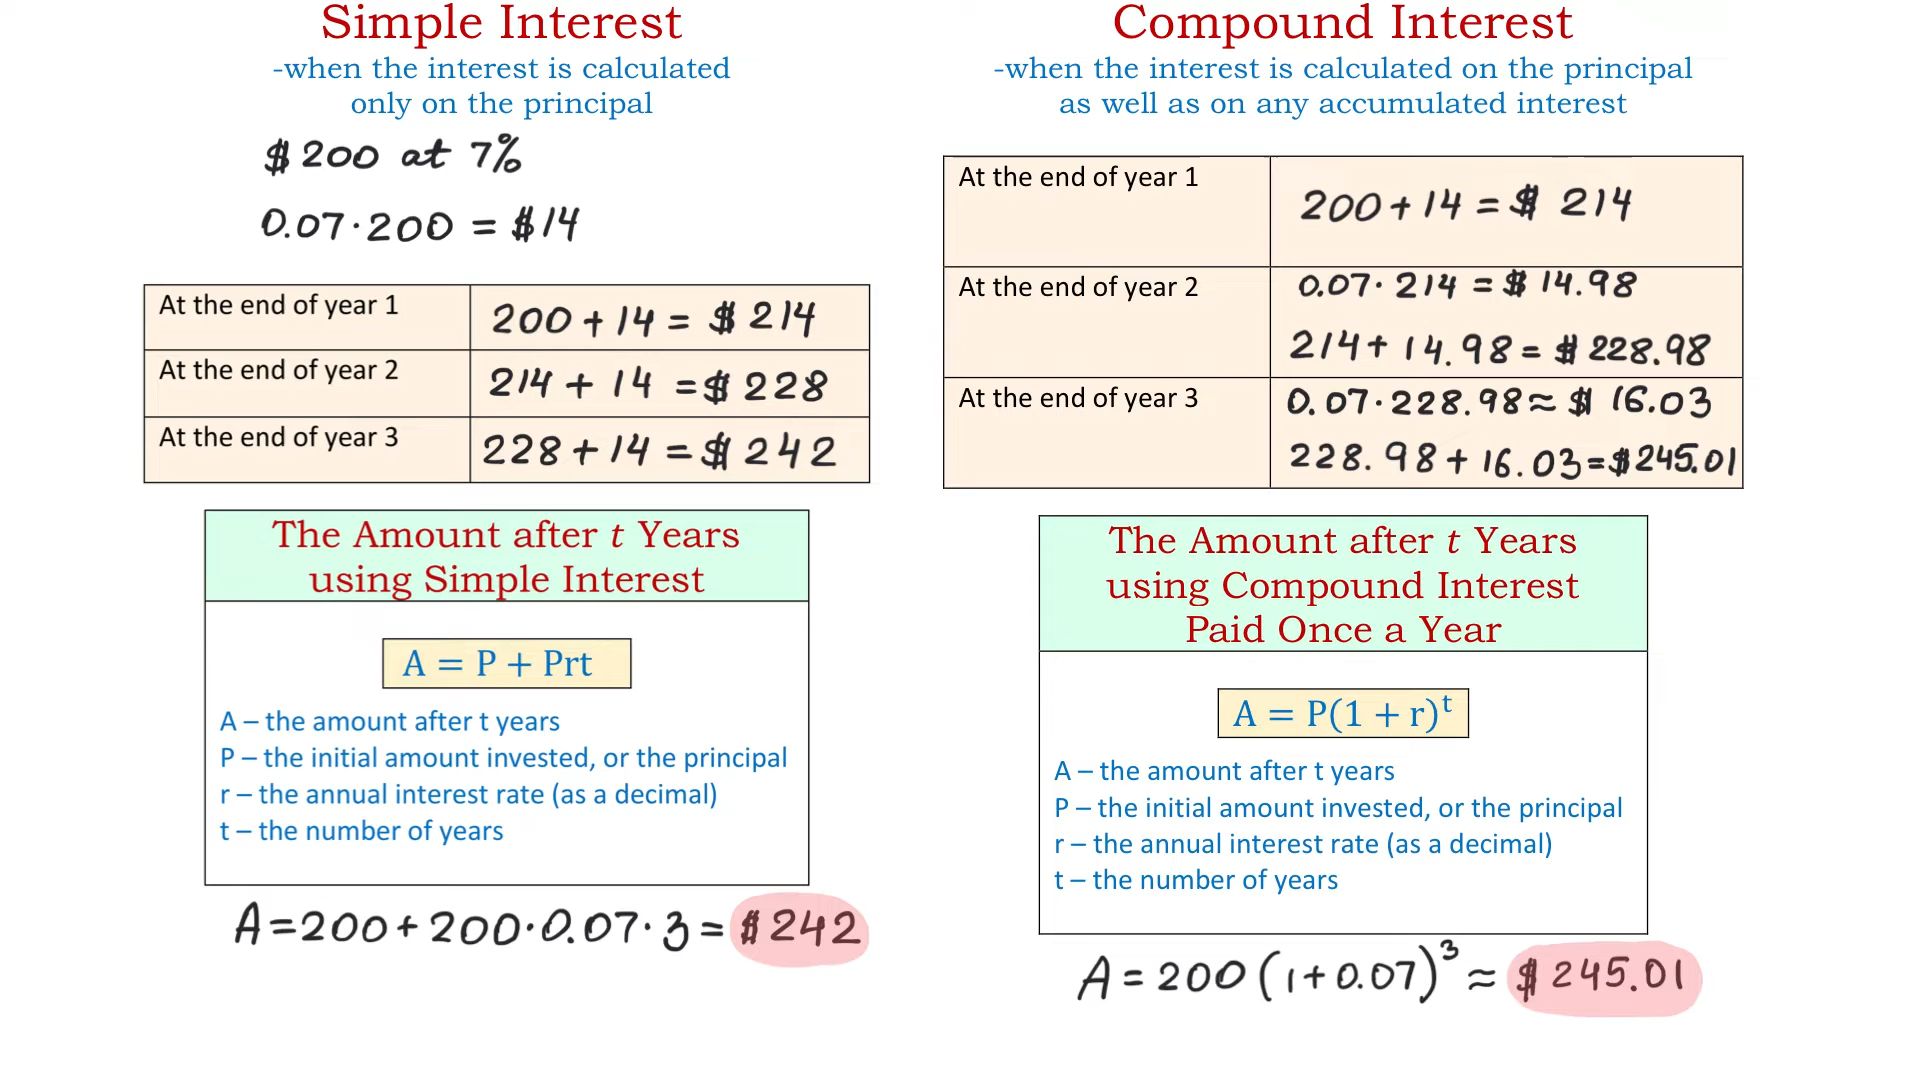 Simple Interest
-when the interest is calculated
only on the principal
$200 at 7%
0.07·200 = $14
At the end of year 1
200 + 14 = $214
At the end of year 2
214 + 14 = $228
At the end of year 3
228 + 14 = $242
The Amount after t Years
using Simple Interest
A = P + Prt
A – the amount after t years
P – the initial amount invested, or the principal
r – the annual interest rate (as a decimal)
t – the number of years
A = 200 + 200·0.07·3 = $242
Compound Interest
-when the interest is calculated on the principal
as well as on any accumulated interest
At the end of year 1
200 + 14 = $214
At the end of year 2
0.07·214 = $14.98
214 + 14.98 = $228.98
At the end of year 3
0.07·228.98 ≈ $16.03
228.98 + 16.03 = $245.01
The Amount after t Years
using Compound Interest
Paid Once a Year
A = P(1 + r)^t
A – the amount after t years
P – the initial amount invested, or the principal
r – the annual interest rate (as a decimal)
t – the number of years
A = 200(1+0.07)³ ≈ $245.01